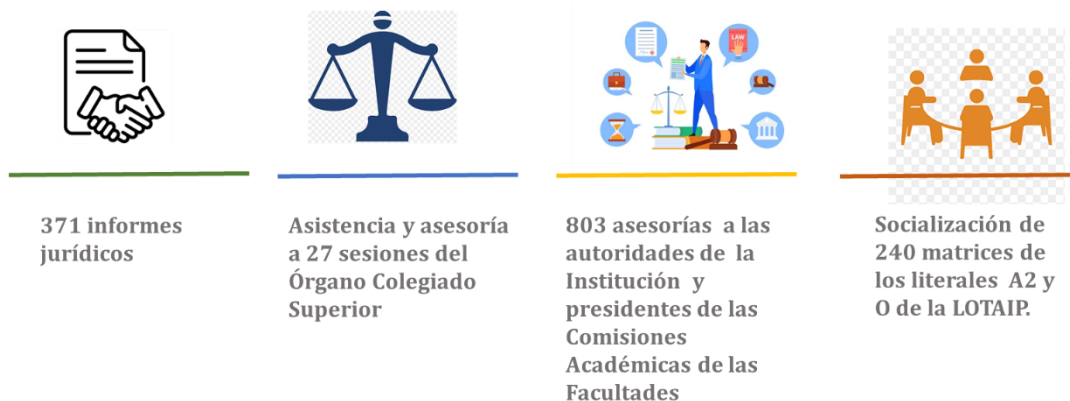 LAW
371 informes
jurídicos
Asistencia y asesoría
a 27 sesiones del
Órgano Colegiado
Superior
803 asesorías a las
autoridades de la
Institución y
presidentes de las
Comisiones
Académicas de las
Facultades
Socialización de
240 matrices de
los literales A2 y
O de la LOTAIP.